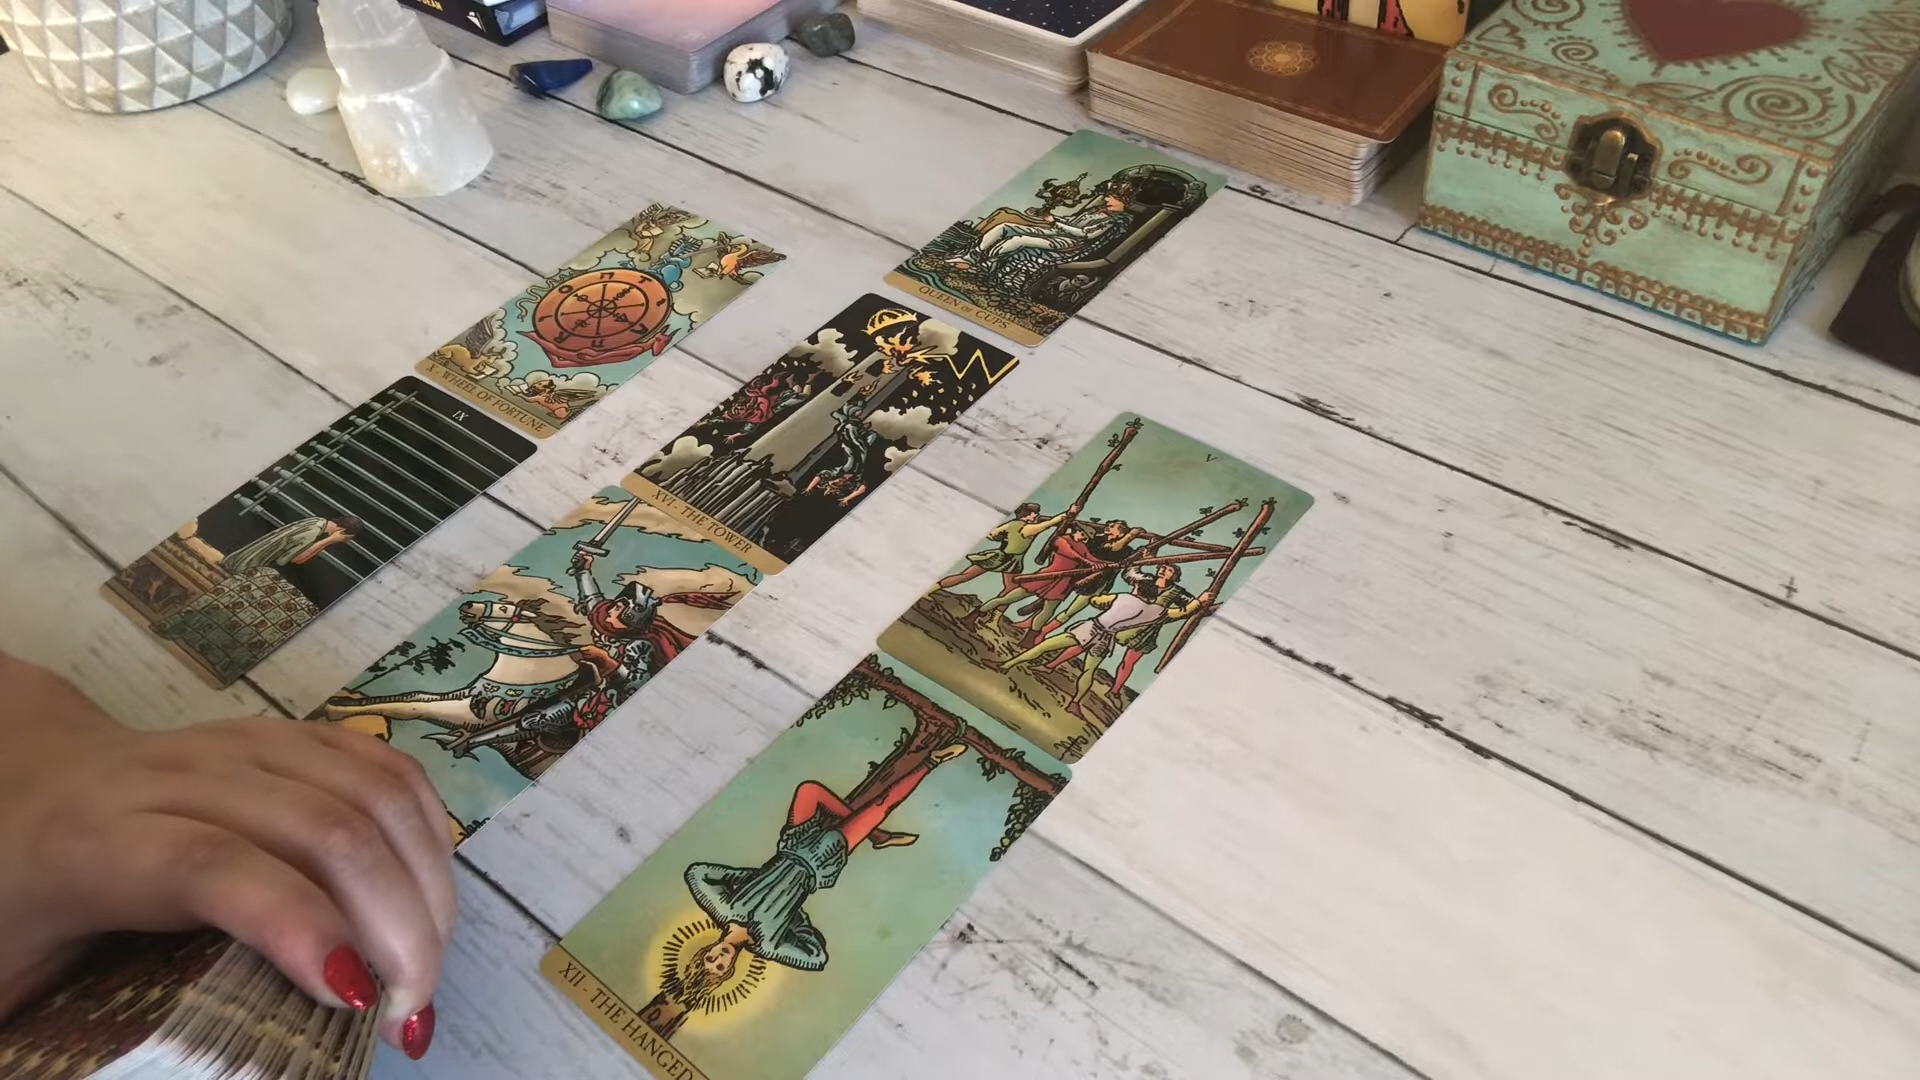 QUEEN OF CUPS
X - WHEEL OF FORTUNE
IX
XVI - THE TOWER
V
XII - THE HANGED